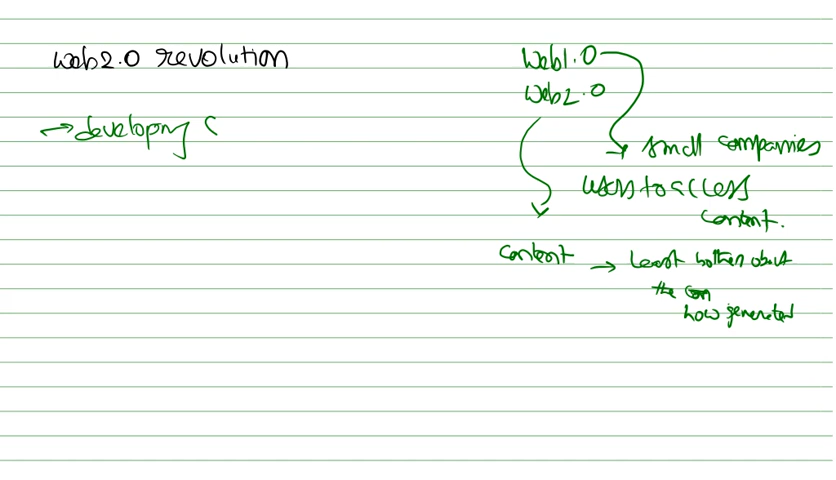 web2.0 revolution
→ developing C
Web1.0
Web2.0
→ small companies
users to access
content.
content → Least bother about
the con
how generated